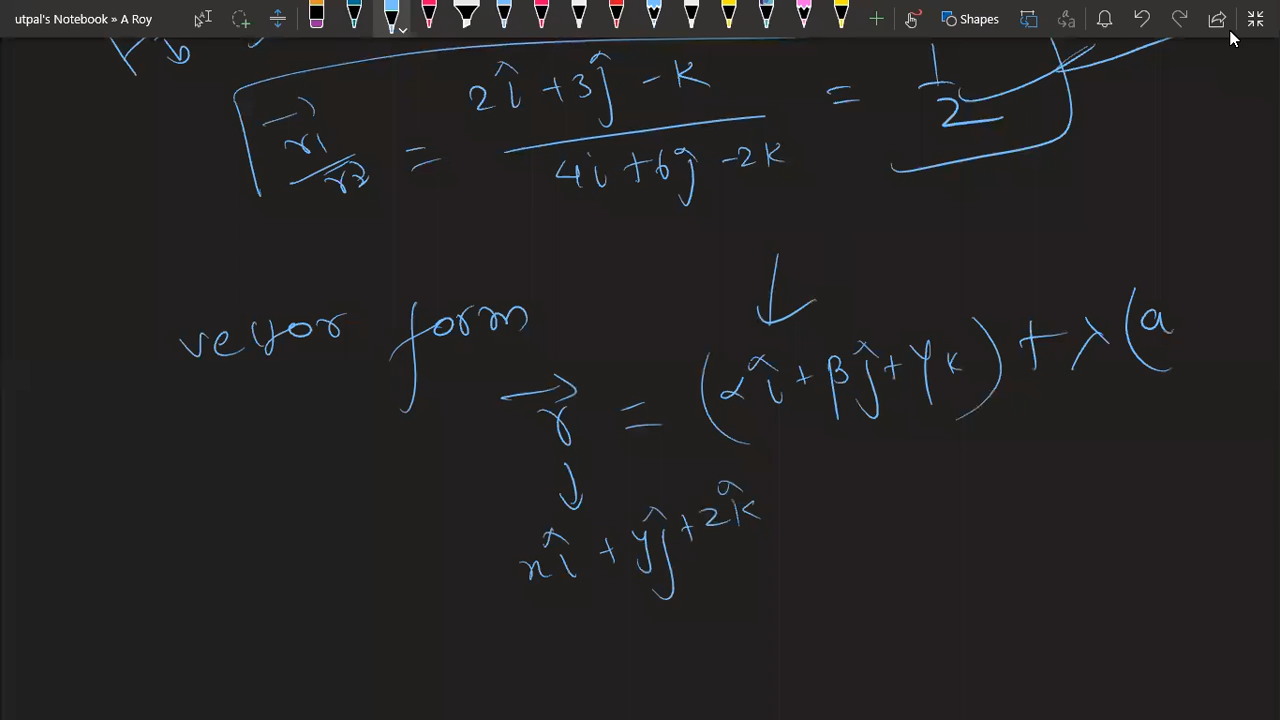 utpal's Notebook » A Roy
Shapes
r1/r2 = 2î + 3ĵ - k / 4i + 6j - 2k = 1/2
vector form
r = (αî + βĵ + γk) + λ(a
xî + yĵ + zk̂